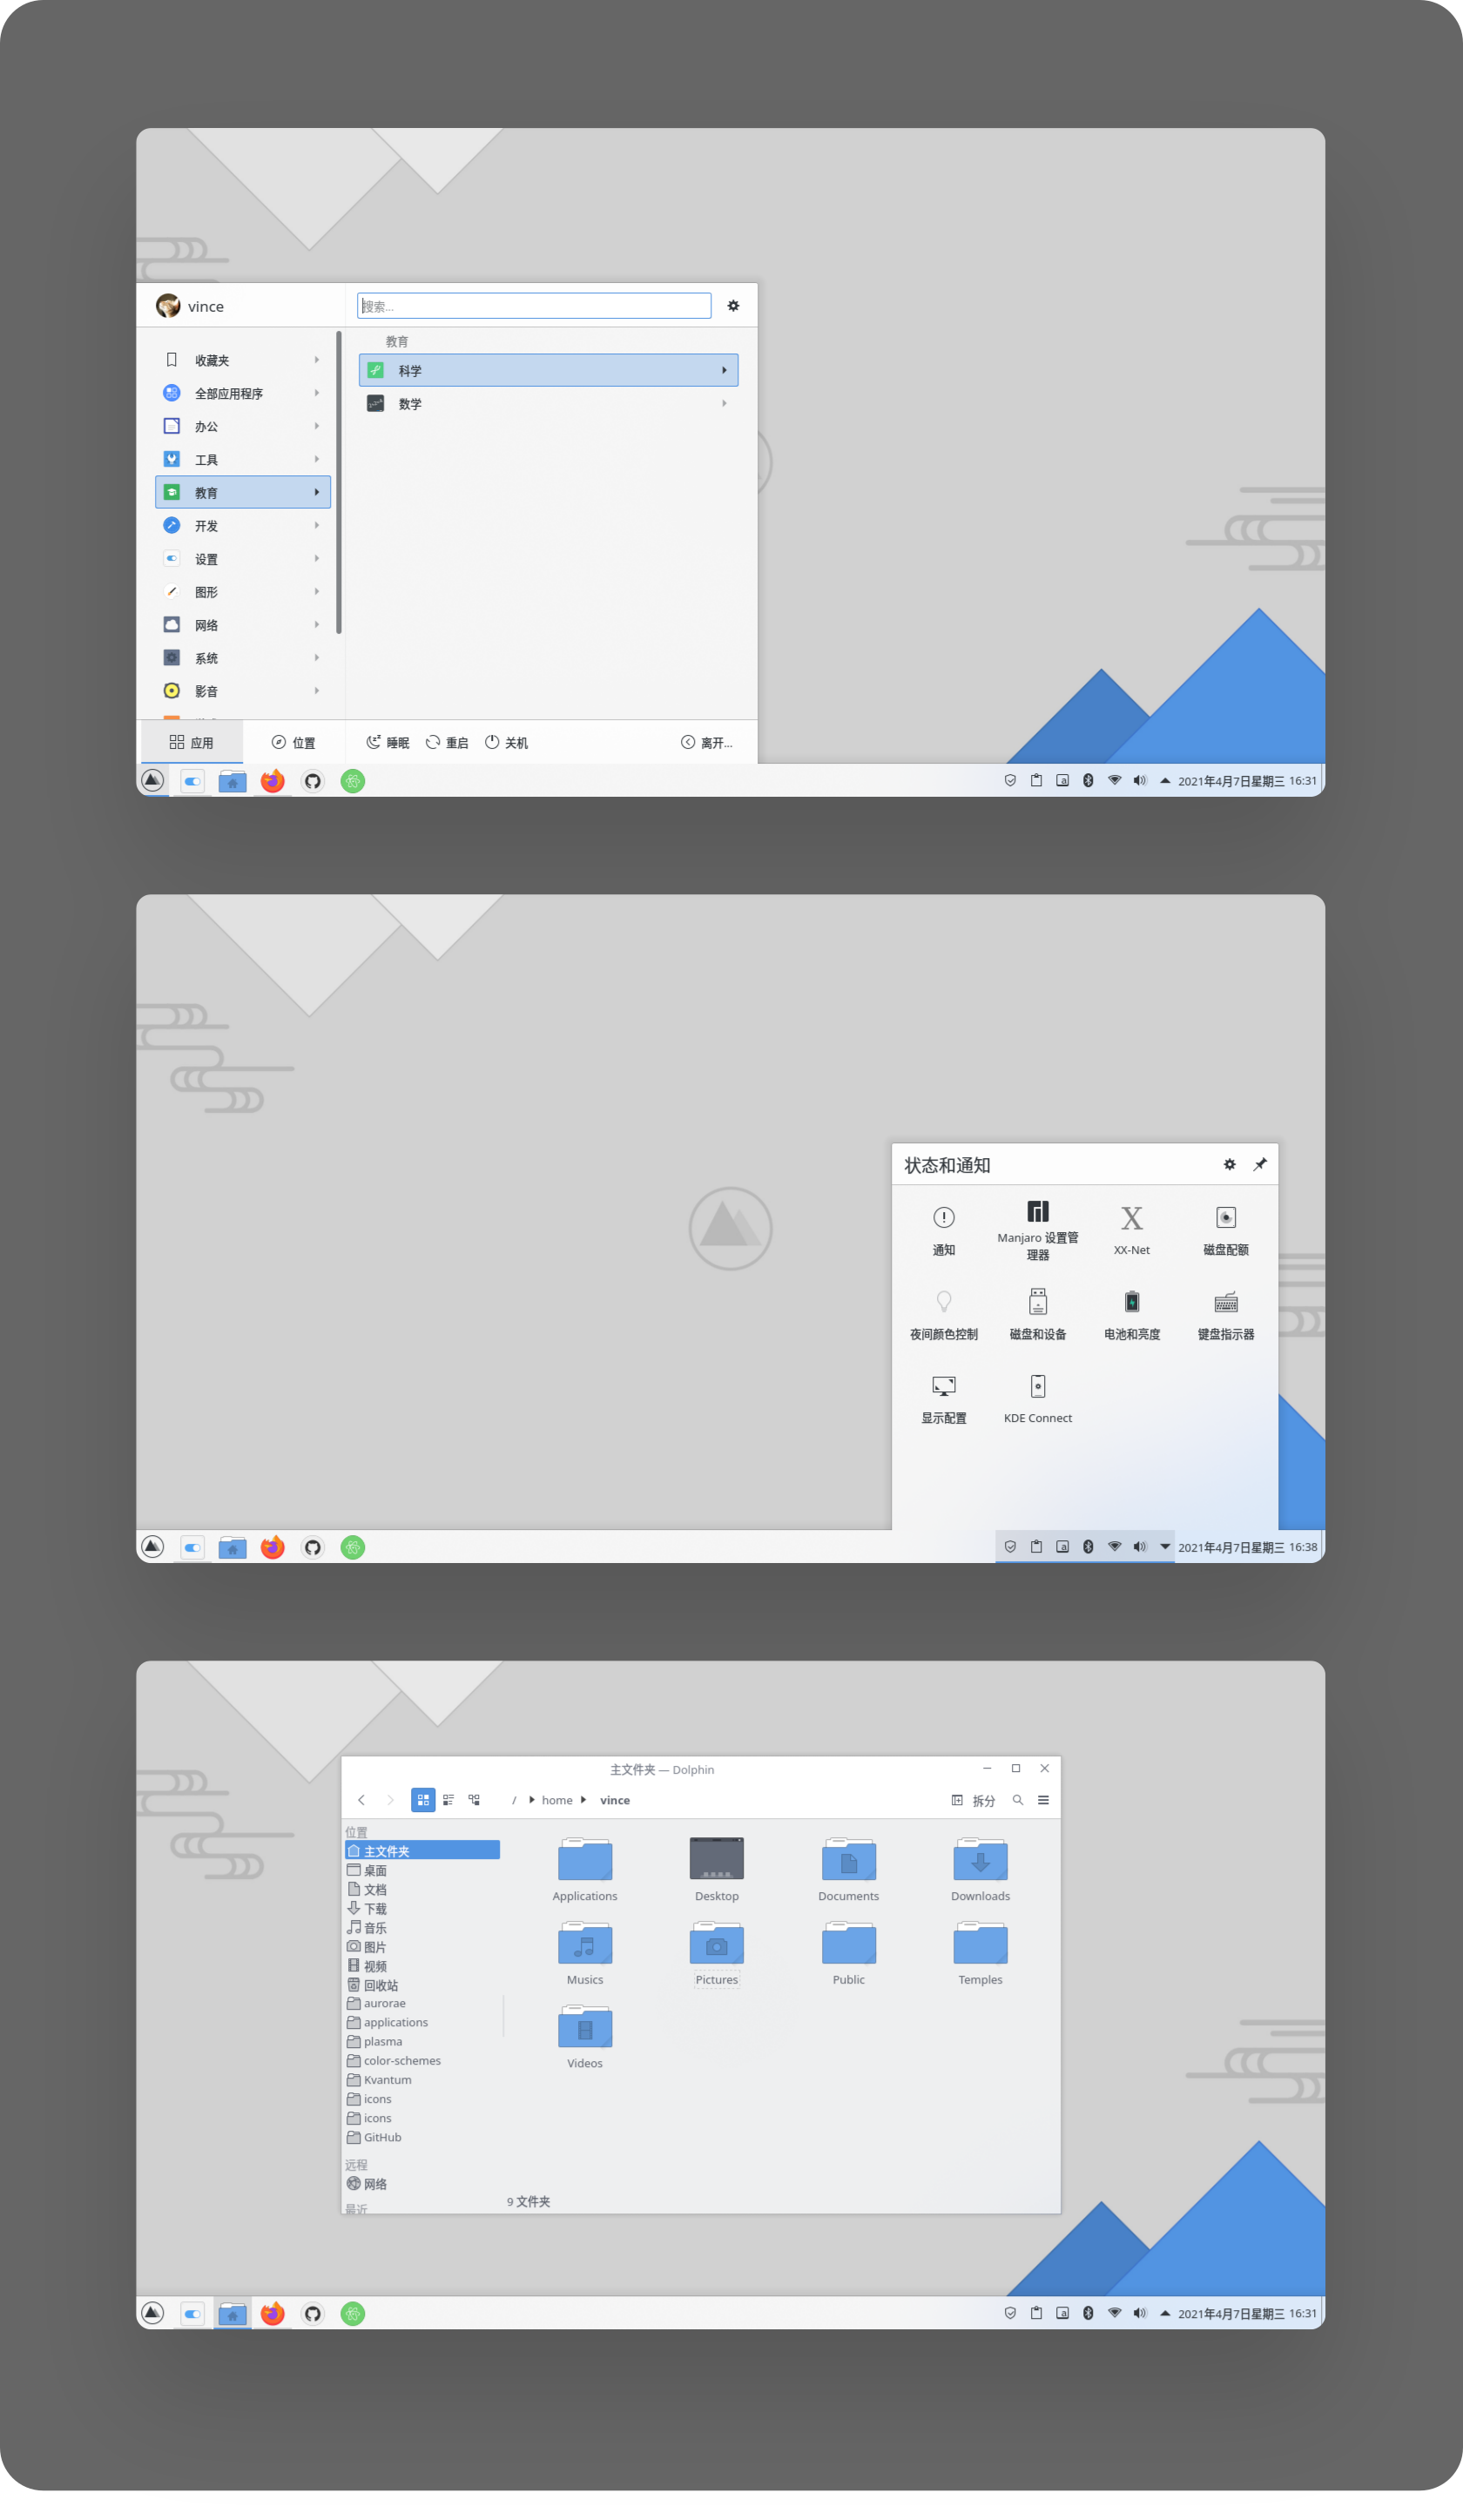 vince
搜索...
收藏夹
全部应用程序
办公
工具
教育
开发
设置
图形
网络
系统
影音
教育
科学
数学
应用
位置
睡眠
重启
关机
离开...
2021年4月7日星期三 16:31
状态和通知
通知
Manjaro 设置管
理器
XX-Net
磁盘配额
夜间颜色控制
磁盘和设备
电池和亮度
键盘指示器
显示配置
KDE Connect
2021年4月7日星期三 16:38
主文件夹 — Dolphin
/ home vince
拆分
位置
主文件夹
桌面
文档
下载
音乐
图片
视频
回收站
aurorae
applications
plasma
color-schemes
Kvantum
icons
icons
GitHub
远程
网络
最近
Applications
Desktop
Documents
Downloads
Musics
Pictures
Public
Temples
Videos
9 文件夹
2021年4月7日星期三 16:31